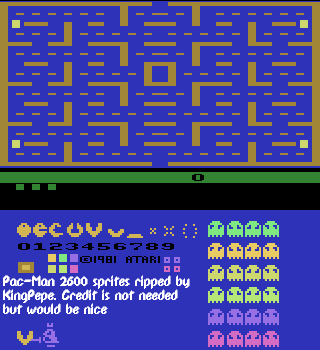 0
0123456789
©1981 ATARI
Pac-Man 2600 sprites ripped by
KingPepe. Credit is not needed
but would be nice